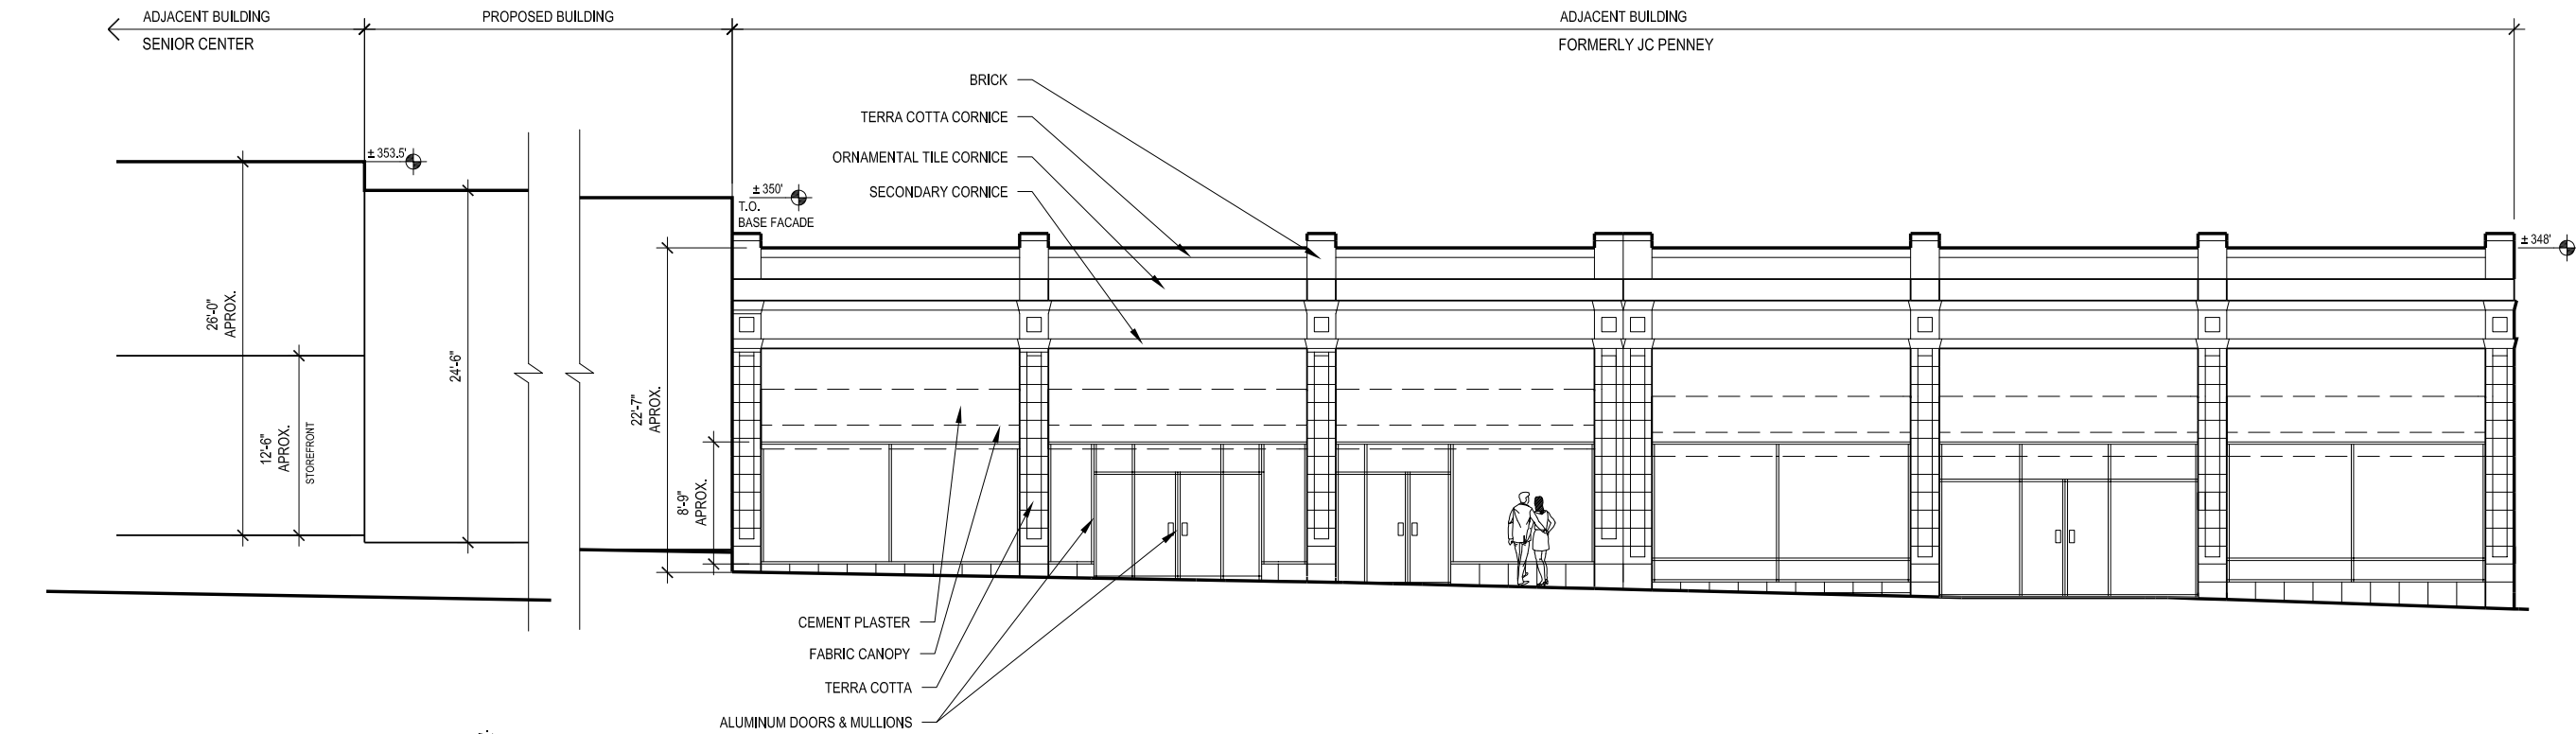 ADJACENT BUILDING
SENIOR CENTER
PROPOSED BUILDING
ADJACENT BUILDING
FORMERLY JC PENNEY
BRICK
TERRA COTTA CORNICE
ORNAMENTAL TILE CORNICE
SECONDARY CORNICE
± 353.5'
± 350'
T.O.
BASE FACADE
± 348'
26'-0"
APROX.
12'-6"
APROX.
STOREFRONT
24'-6"
22'-7"
APROX.
8'-9"
APROX.
CEMENT PLASTER
FABRIC CANOPY
TERRA COTTA
ALUMINUM DOORS & MULLIONS